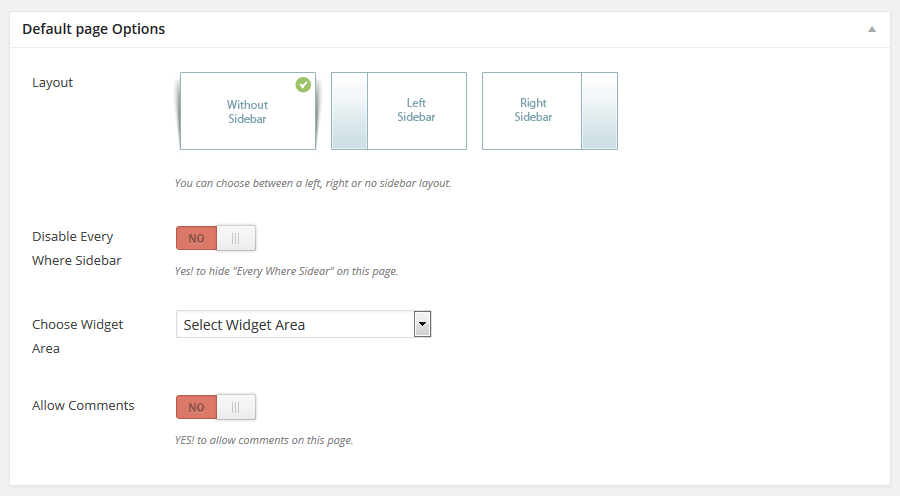 Default page Options
Layout
Without
Sidebar
Left
Sidebar
Right
Sidebar
You can choose between a left, right or no sidebar layout.
Disable Every
Where Sidebar
NO
Yes! to hide "Every Where Sidear" on this page.
Choose Widget
Area
Select Widget Area
Allow Comments
NO
YES! to allow comments on this page.